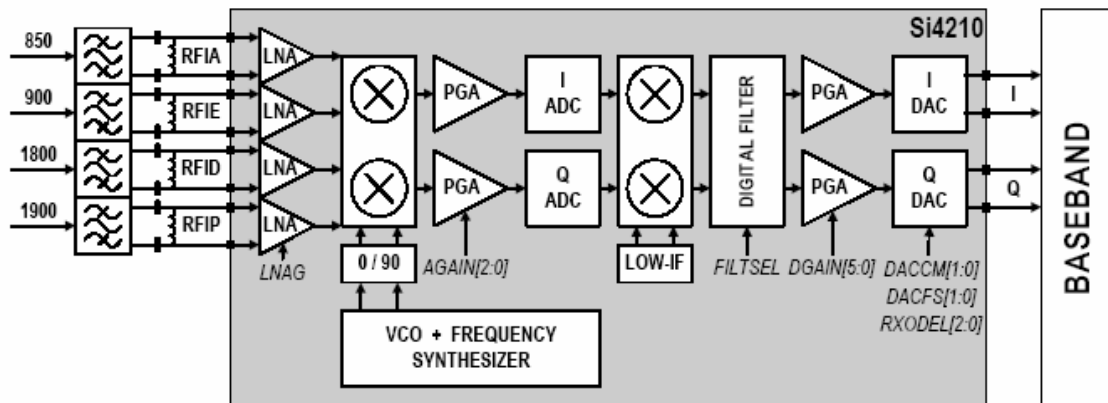 Si4210
850
RFIA
LNA
900
RFIE
LNA
1800
RFID
LNA
1900
RFIP
LNA
LNAG
0 / 90
VCO + FREQUENCY
SYNTHESIZER
PGA
PGA
AGAIN[2:0]
I
ADC
Q
ADC
LOW-IF
DIGITAL FILTER
FILTSEL
PGA
PGA
DGAIN[5:0]
I
DAC
Q
DAC
DACCM[1:0]
DACFS[1:0]
RXODEL[2:0]
I
Q
BASEBAND